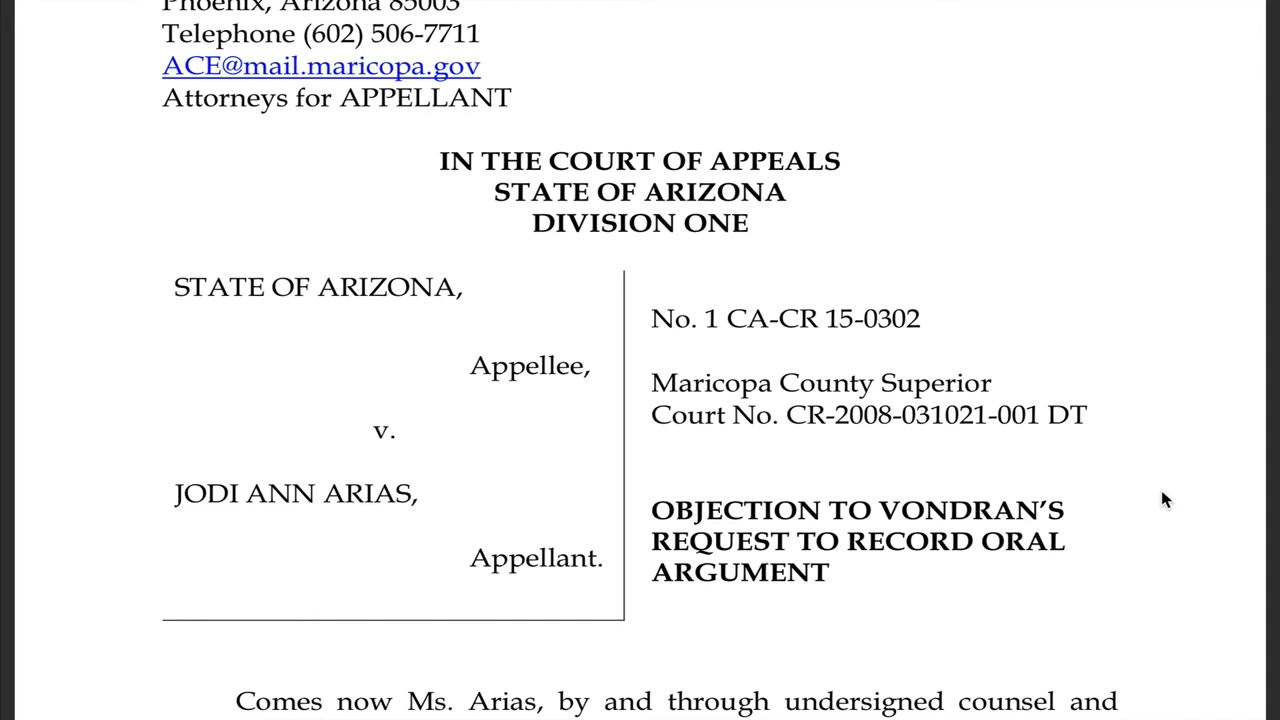 Phoenix, Arizona 85003
Telephone (602) 506-7711
ACE@mail.maricopa.gov
Attorneys for APPELLANT
IN THE COURT OF APPEALS
STATE OF ARIZONA
DIVISION ONE
STATE OF ARIZONA,
Appellee,
v.
JODI ANN ARIAS,
Appellant.
No. 1 CA-CR 15-0302
Maricopa County Superior
Court No. CR-2008-031021-001 DT
OBJECTION TO VONDRAN’S
REQUEST TO RECORD ORAL
ARGUMENT
Comes now Ms. Arias, by and through undersigned counsel and